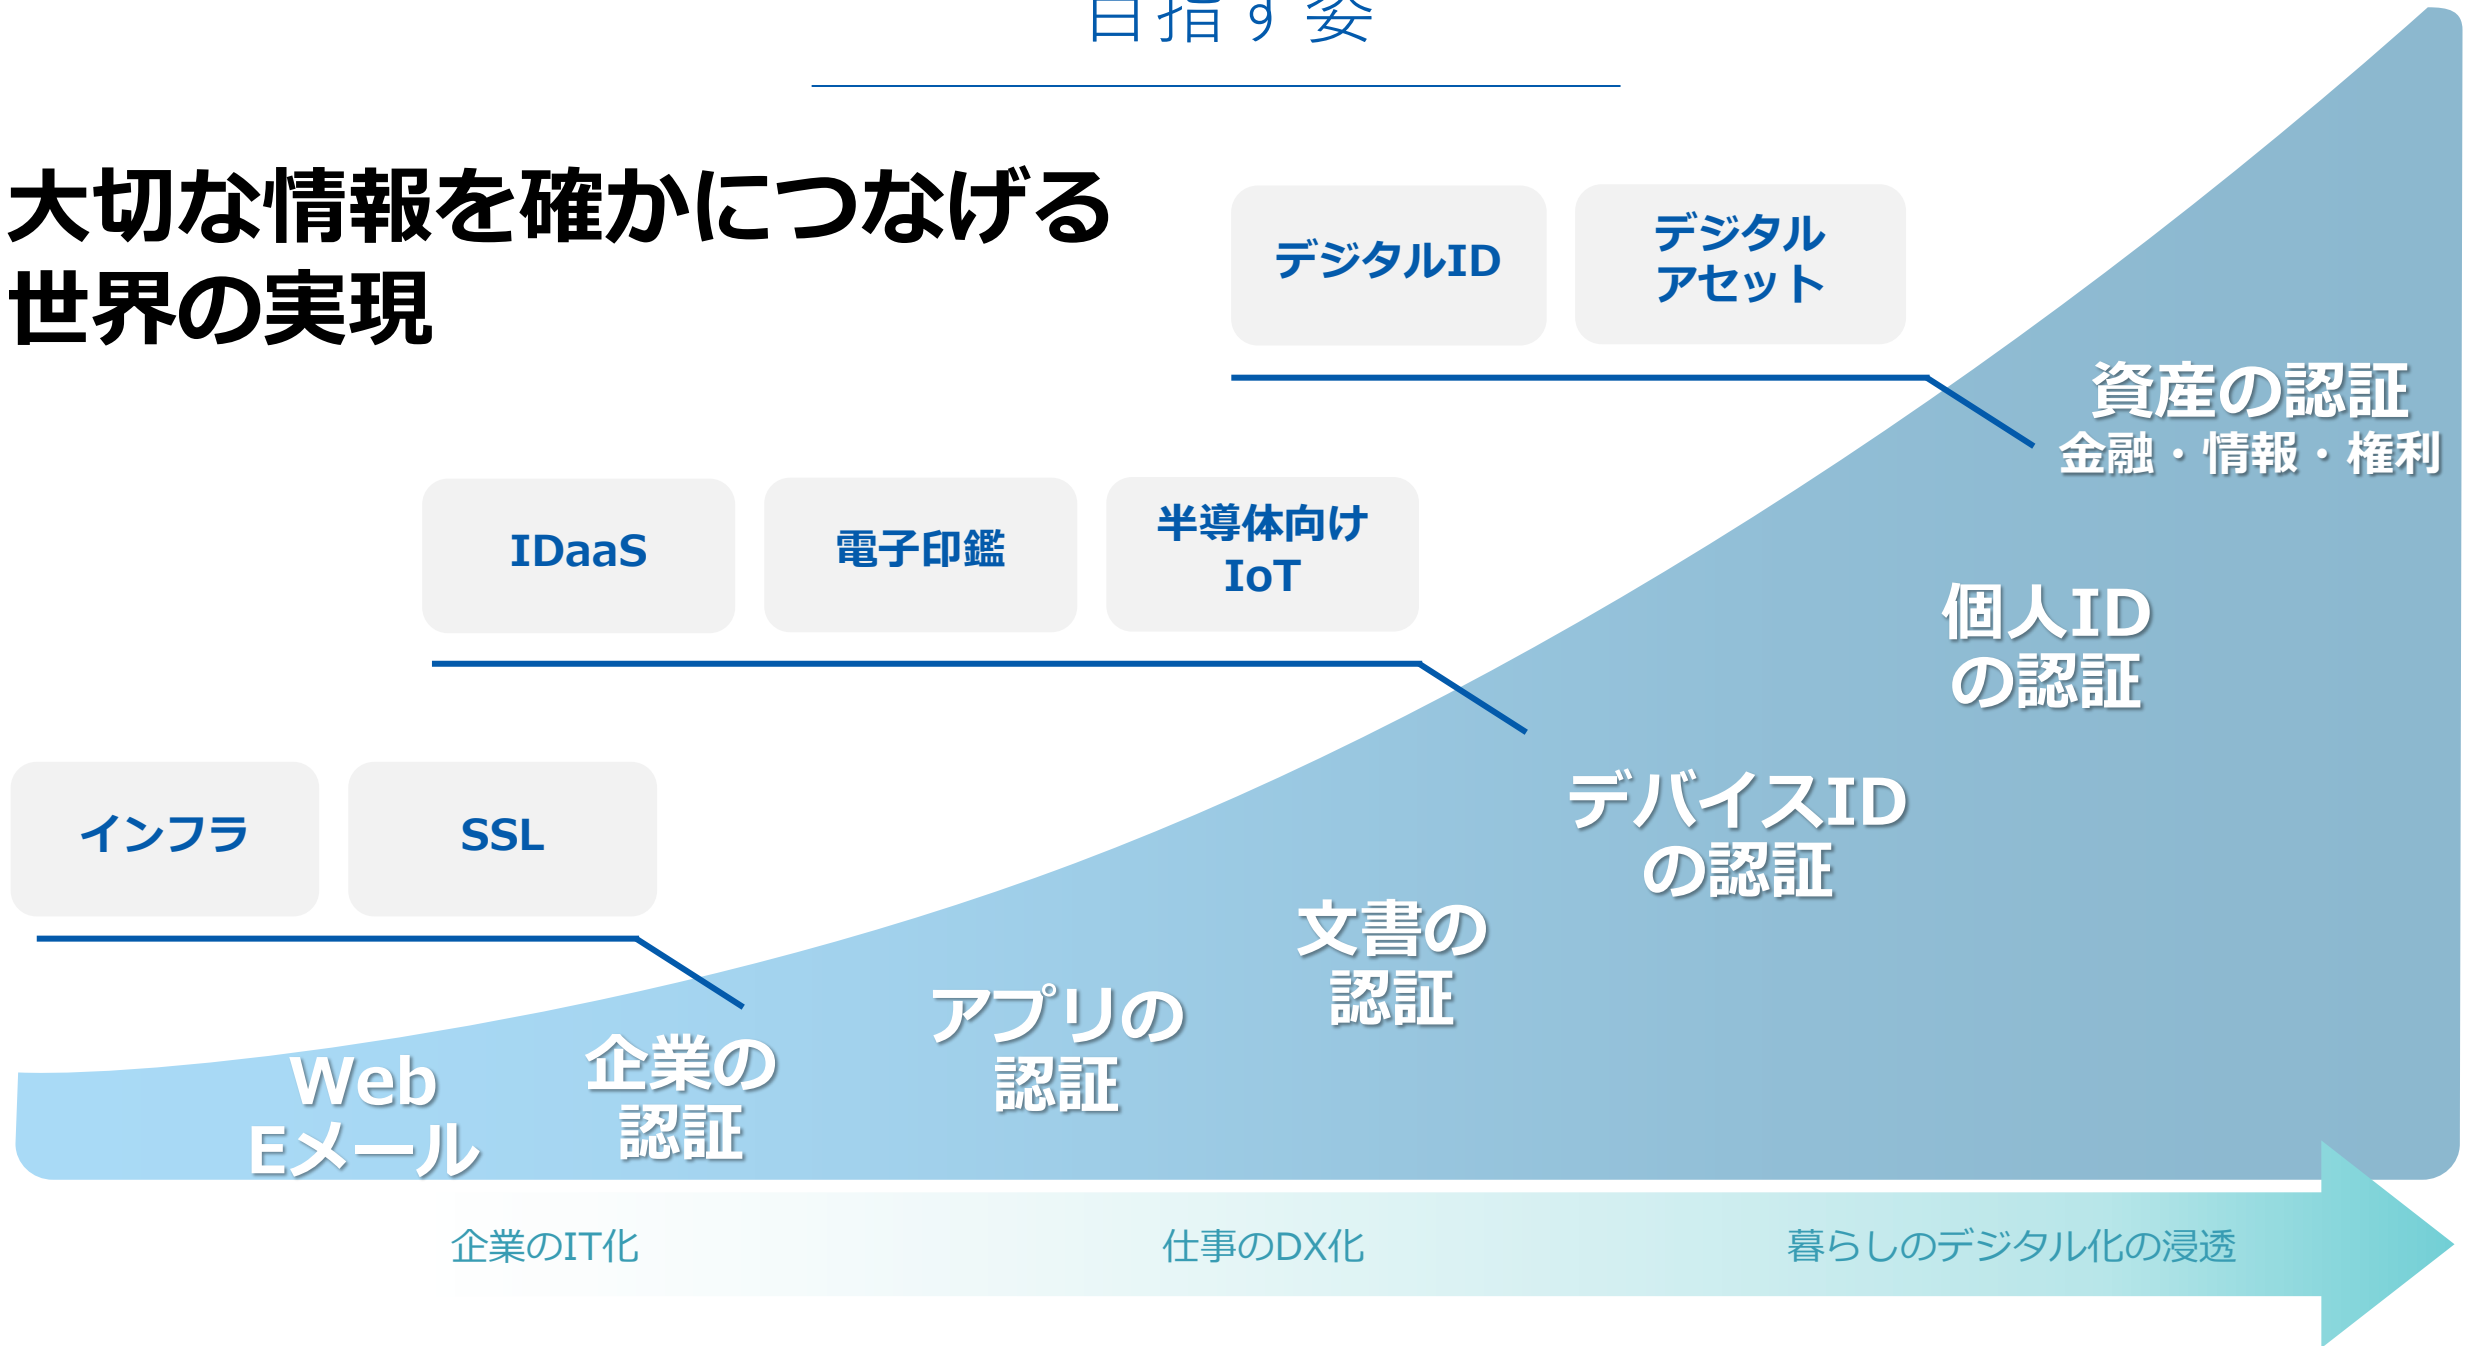 目指す姿
大切な情報を確かにつなげる
世界の実現
デジタルID
デジタル
アセット
資産の認証
金融・情報・権利
IDaaS
電子印鑑
半導体向け
IoT
個人ID
の認証
デバイスID
の認証
インフラ
SSL
文書の
認証
アプリの
認証
企業の
認証
Web
Eメール
企業のIT化
仕事のDX化
暮らしのデジタル化の浸透